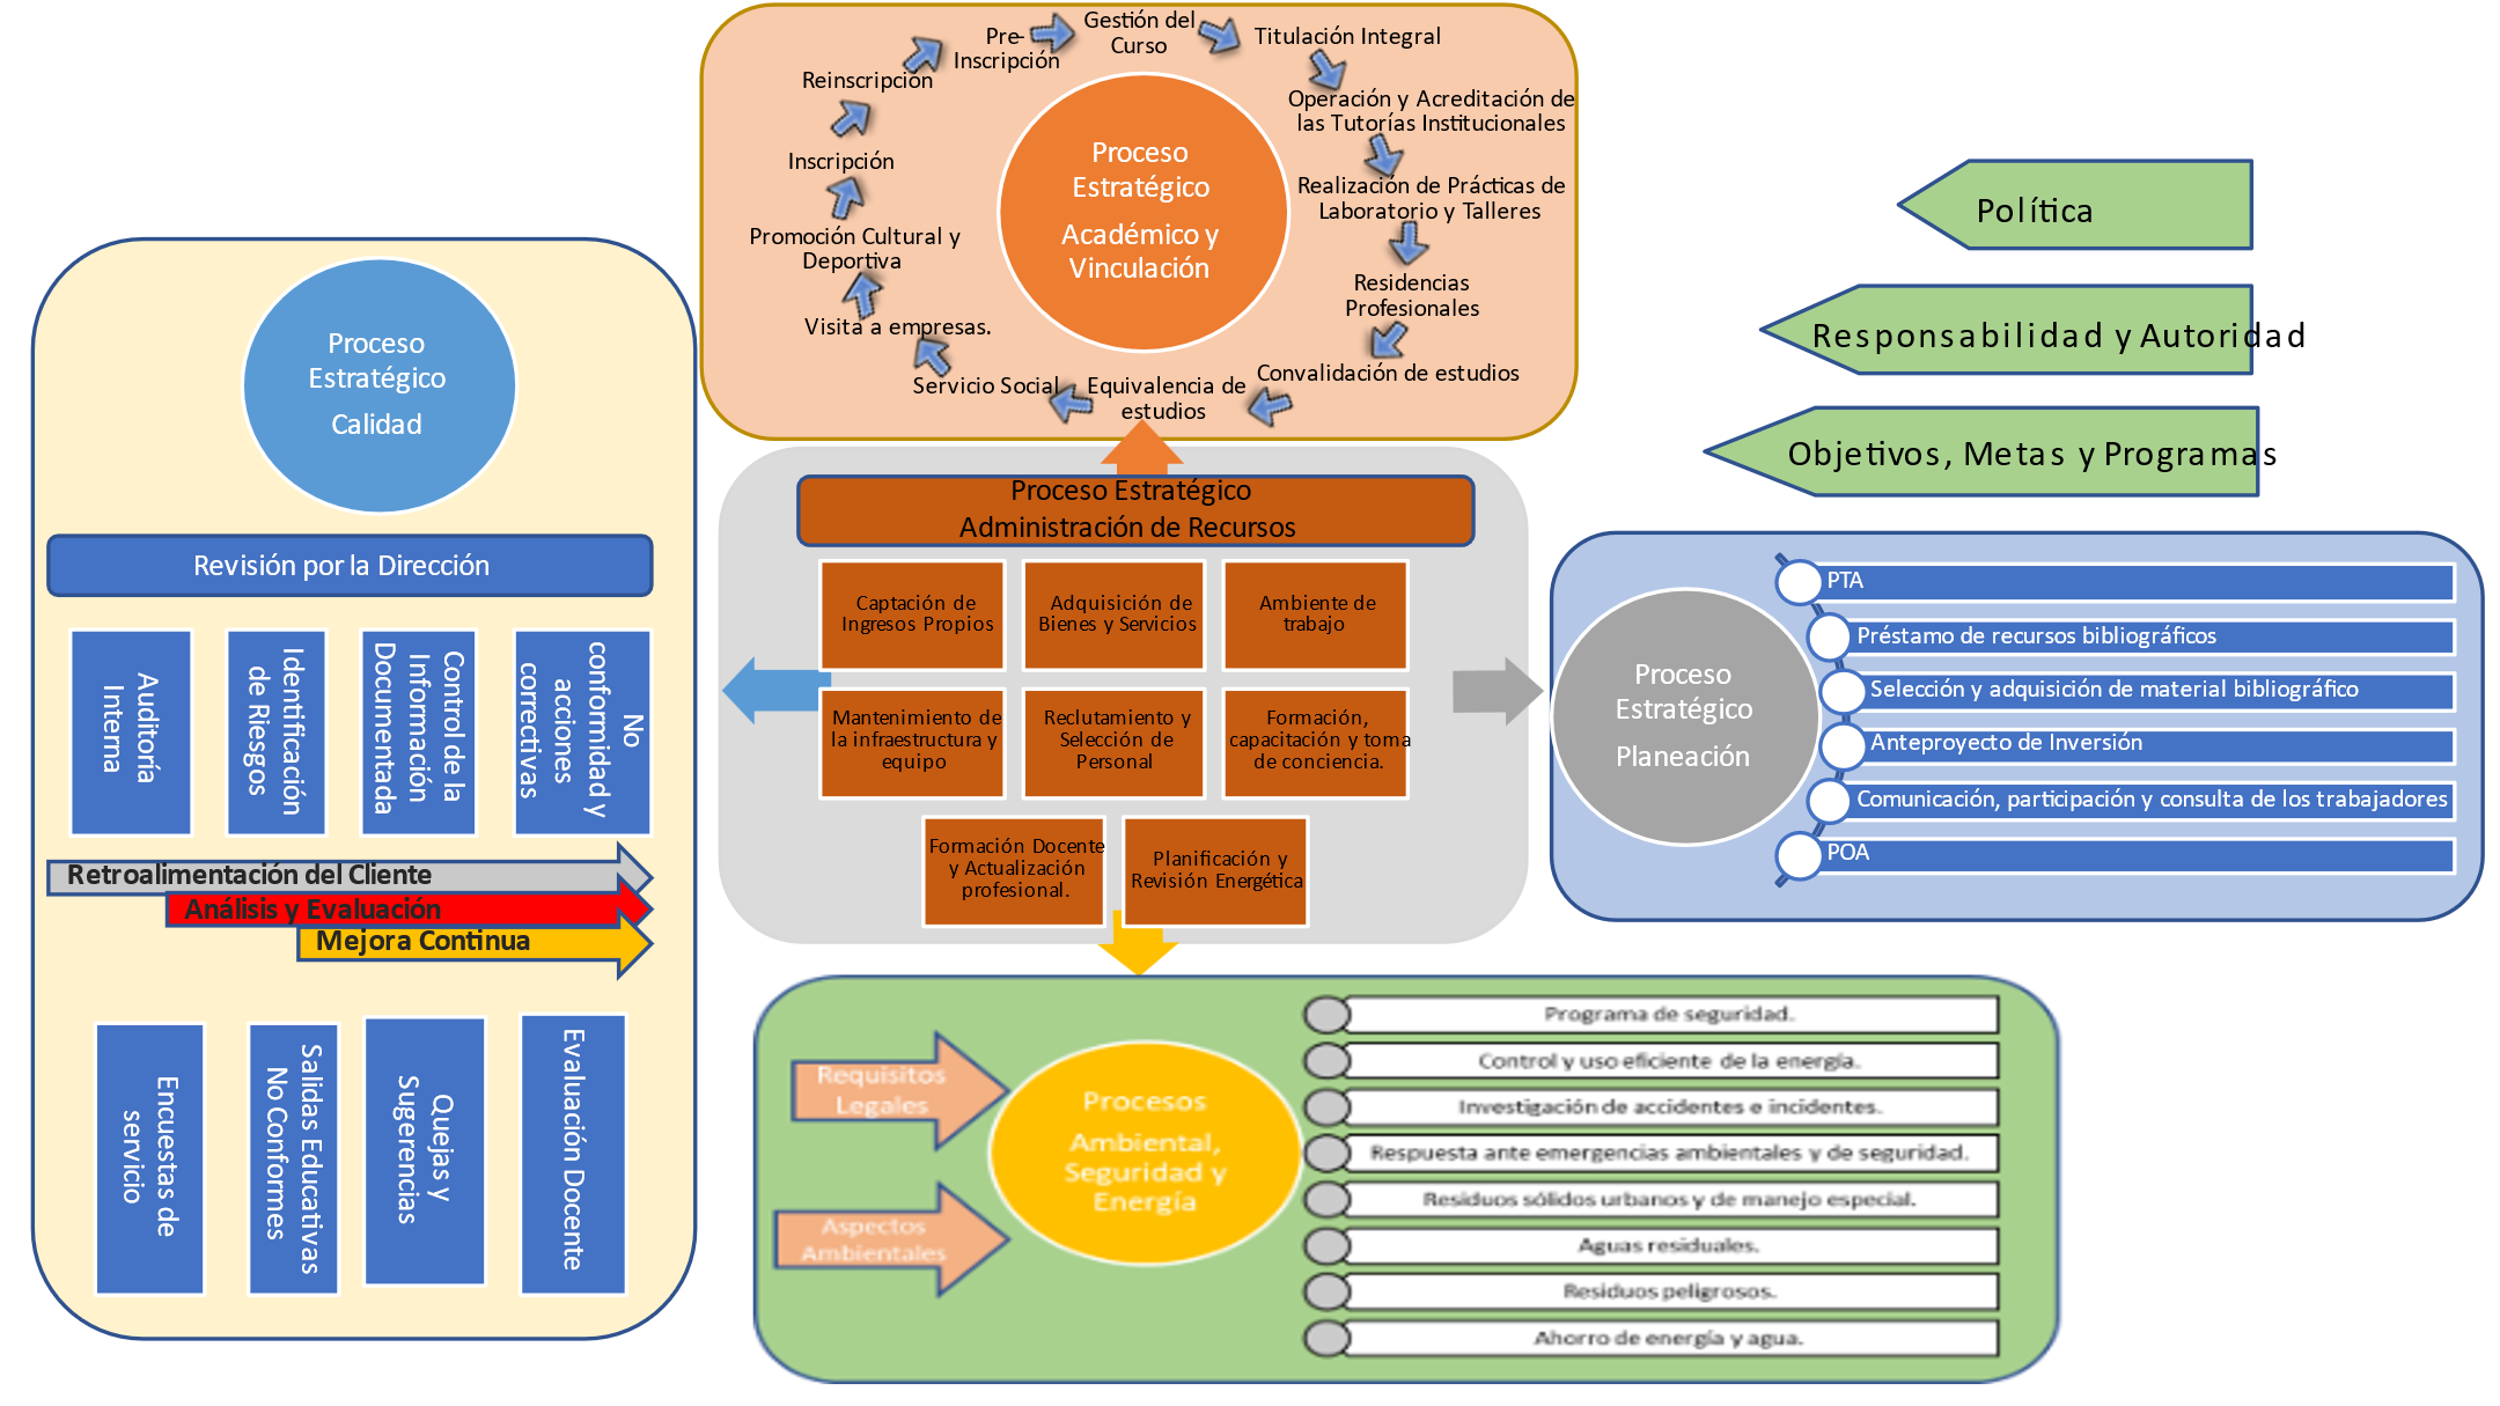 Gestión del
Curso
Titulación Integral
Operación y Acreditación de
las Tutorías Institucionales
Realización de Prácticas de
Laboratorio y Talleres
Residencias
Profesionales
Convalidación de estudios
Equivalencia de
estudios
Servicio Social
Visita a empresas.
Promoción Cultural y
Deportiva
Inscripción
Reinscripción
Pre-
Inscripción
Proceso
Estratégico
Académico y
Vinculación
Política
Responsabilidad y Autoridad
Objetivos, Metas y Programas
Proceso
Estratégico
Calidad
Revisión por la Dirección
Auditoría
Interna
Identificación
de Riesgos
Control de la
Información
Documentada
No
conformidad y
acciones
correctivas
Retroalimentación del Cliente
Análisis y Evaluación
Mejora Continua
Encuestas de
servicio
Salidas Educativas
No Conformes
Quejas y
Sugerencias
Evaluación Docente
Proceso Estratégico
Administración de Recursos
Captación de
Ingresos Propios
Adquisición de
Bienes y Servicios
Ambiente de
trabajo
Mantenimiento de
la infraestructura y
equipo
Reclutamiento y
Selección de
Personal
Formación,
capacitación y toma
de conciencia.
Formación Docente
y Actualización
profesional.
Planificación y
Revisión Energética
Proceso
Estratégico
Planeación
PTA
Préstamo de recursos bibliográficos
Selección y adquisición de material bibliográfico
Anteproyecto de Inversión
Comunicación, participación y consulta de los trabajadores
POA
Requisitos
Legales
Aspectos
Ambientales
Procesos
Ambiental,
Seguridad y
Energía
Programa de seguridad.
Control y uso eficiente de la energía.
Investigación de accidentes e incidentes.
Respuesta ante emergencias ambientales y de seguridad.
Residuos sólidos urbanos y de manejo especial.
Aguas residuales.
Residuos peligrosos.
Ahorro de energía y agua.